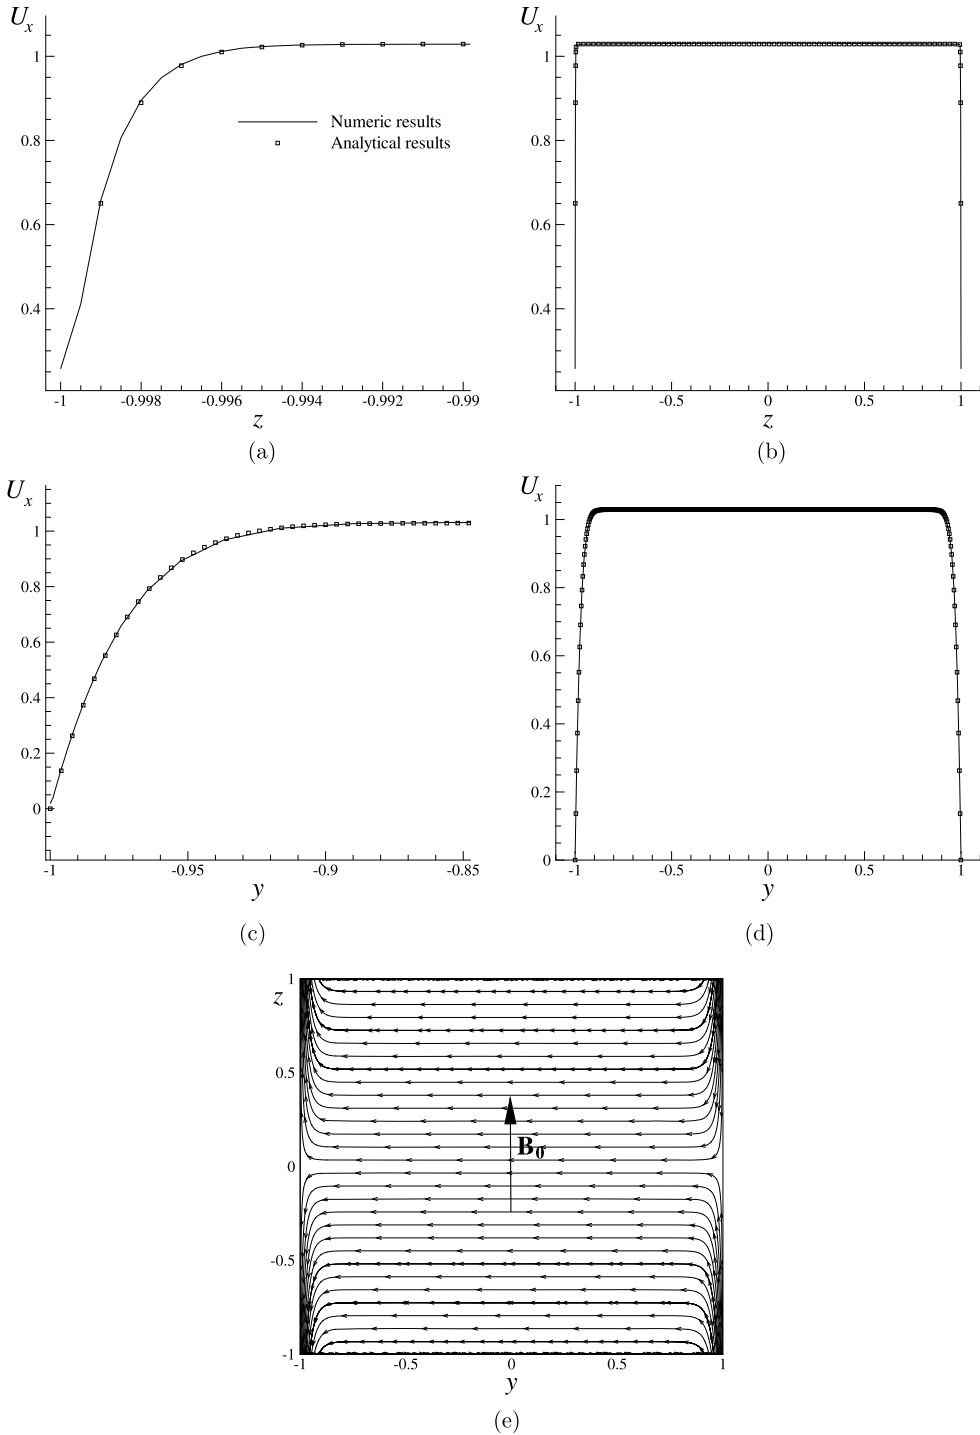 U_x
1
0.8
0.6
0.4
Numeric results
Analytical results
-1 -0.998 -0.996 -0.994 -0.992 -0.99
z
(a)
U_x
1
0.8
0.6
0.4
-1 -0.5 0 0.5 1
z
(b)
U_x
1
0.8
0.6
0.4
0.2
0
-1 -0.95 -0.9 -0.85
y
(c)
U_x
1
0.8
0.6
0.4
0.2
0
-1 -0.5 0 0.5 1
y
(d)
1
z
0.5
B_0
0
-0.5
-1
-1 -0.5 0 0.5 1
y
(e)